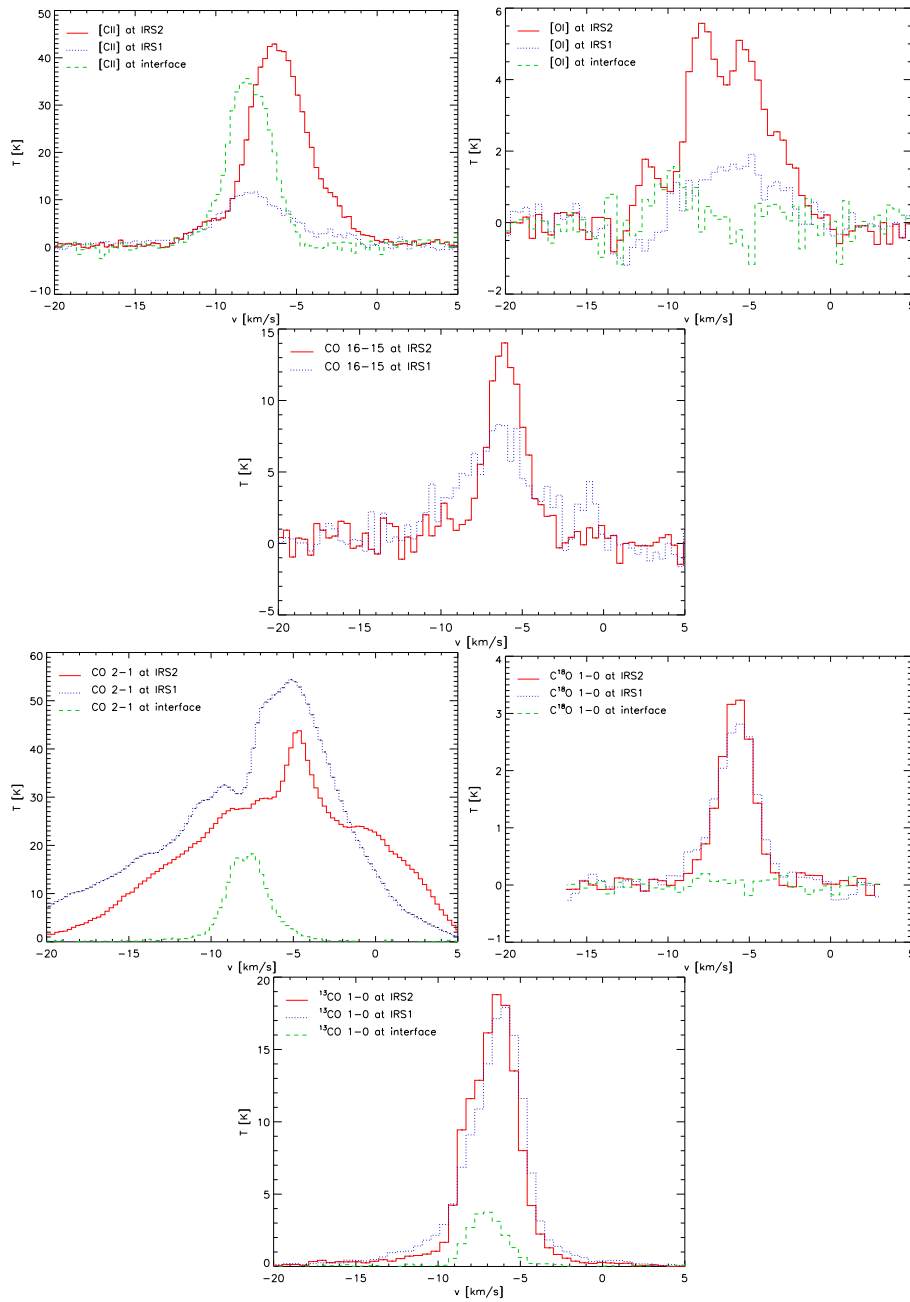 [CII] at IRS2
[CII] at IRS1
[CII] at interface
T [K]
50
40
30
20
10
0
−10
−20
−15
−10
−5
0
5
v [km/s]
[OI] at IRS2
[OI] at IRS1
[OI] at interface
T [K]
6
4
2
0
−2
−20
−15
−10
−5
0
5
v [km/s]
CO 16−15 at IRS2
CO 16−15 at IRS1
T [K]
15
10
5
0
−5
−20
−15
−10
−5
0
5
v [km/s]
CO 2−1 at IRS2
CO 2−1 at IRS1
CO 2−1 at interface
T [K]
60
50
40
30
20
10
0
−20
−15
−10
−5
0
5
v [km/s]
C¹⁸O 1−0 at IRS2
C¹⁸O 1−0 at IRS1
C¹⁸O 1−0 at interface
T [K]
4
3
2
1
0
−1
−20
−15
−10
−5
0
5
v [km/s]
¹³CO 1−0 at IRS2
¹³CO 1−0 at IRS1
¹³CO 1−0 at interface
T [K]
20
15
10
5
0
−20
−15
−10
−5
0
5
v [km/s]